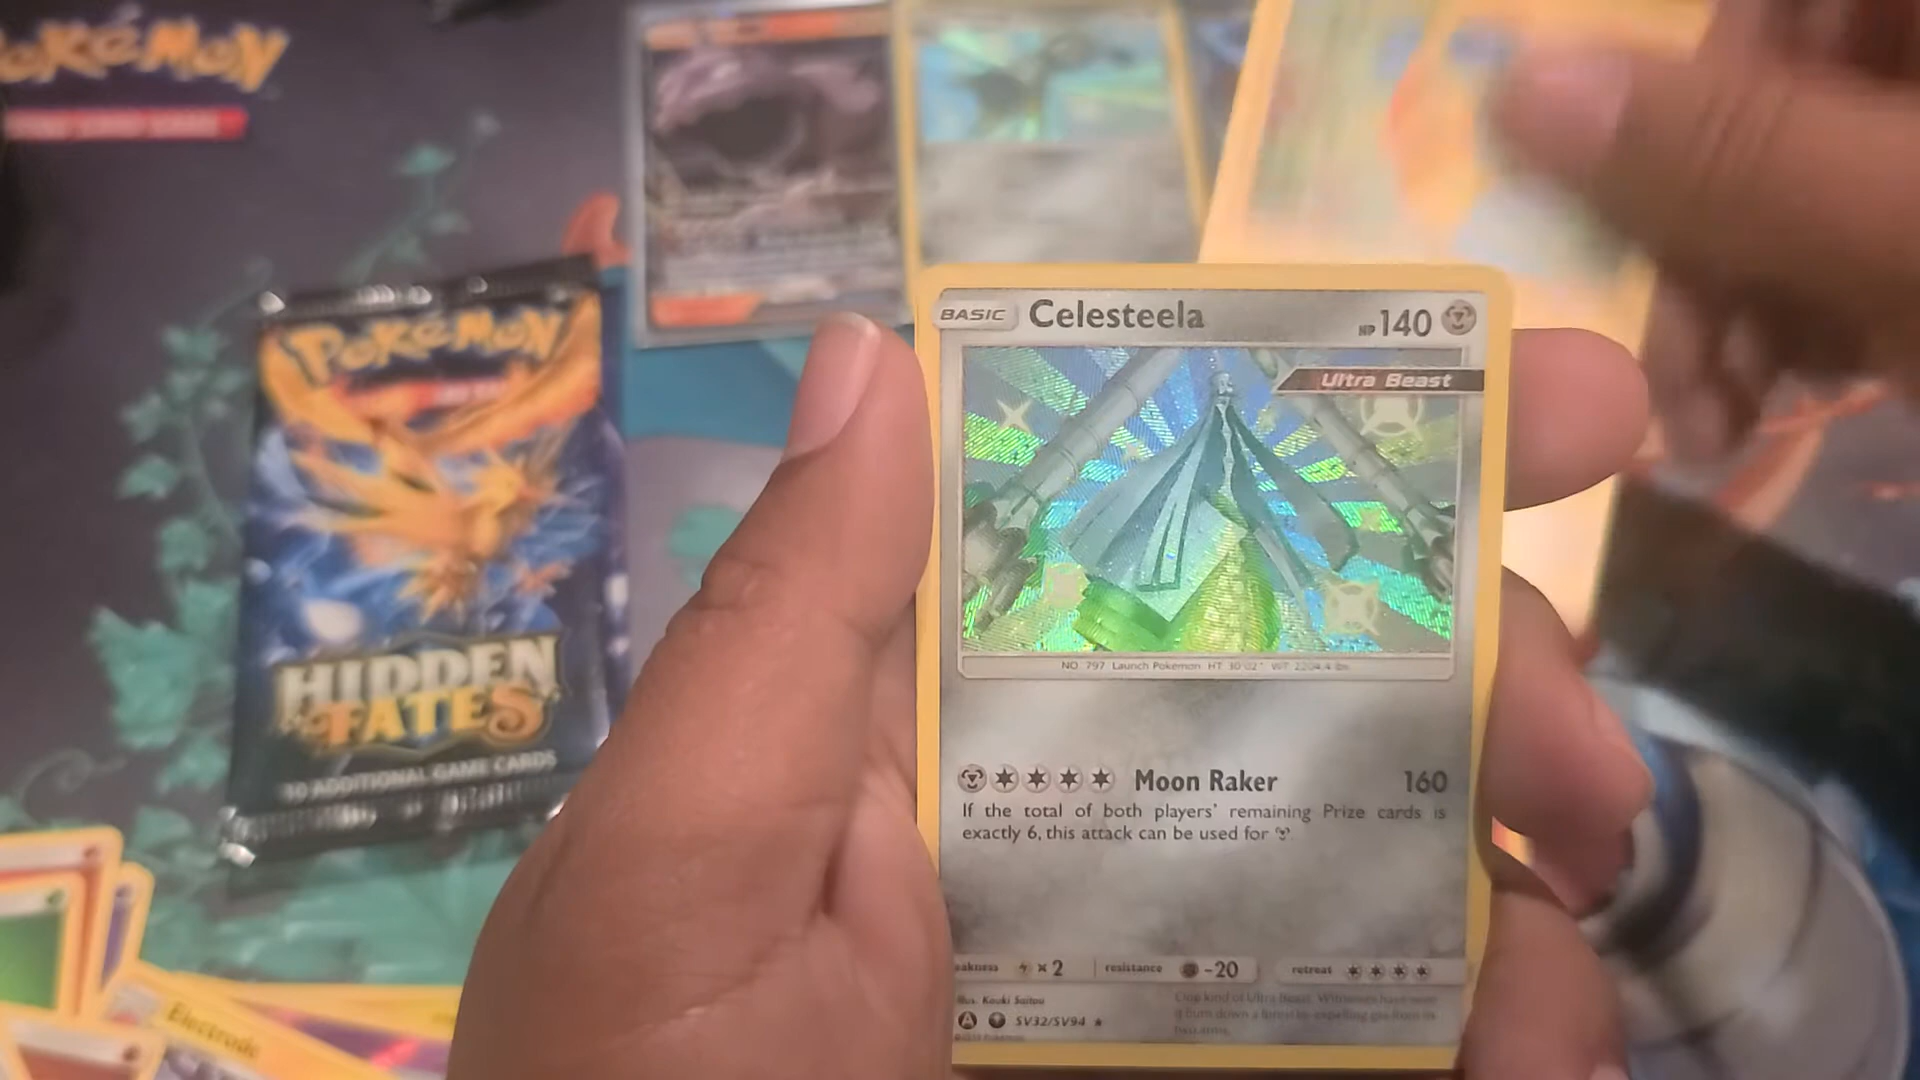 POKÉMON
POKÉMON
HIDDEN
FATES
10 ADDITIONAL GAME CARDS
Electrode
BASIC Celesteela HP 140
Ultra Beast
NO. 797 Launch Pokémon HT: 30'02" WT: 2204.4 lbs.
Moon Raker 160
If the total of both players' remaining Prize cards is
exactly 6, this attack can be used for .
weakness ×2 resistance -20 retreat
Illus. Kouki Saitou
A SV32/SV94 ★